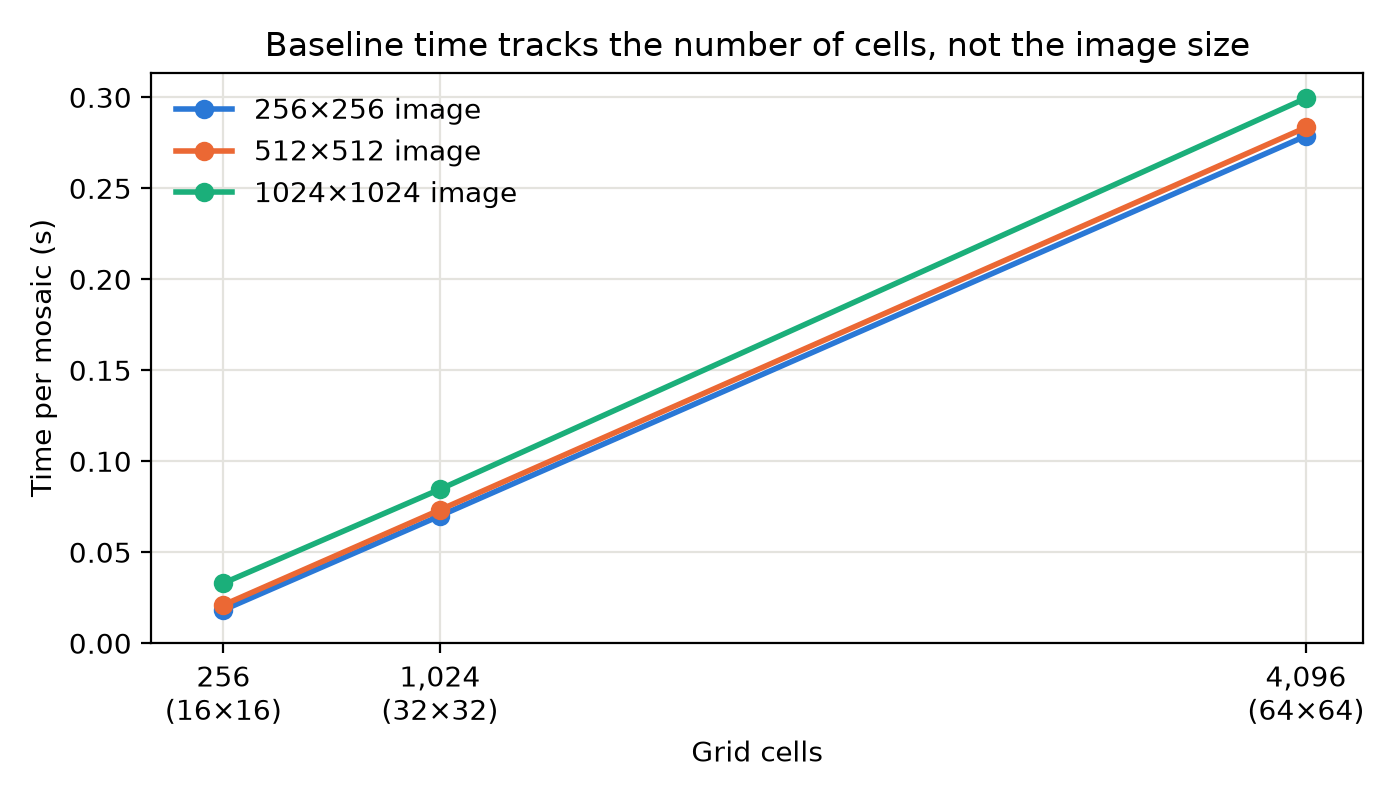 Baseline time tracks the number of cells, not the image size
256×256 image
512×512 image
1024×1024 image
Time per mosaic (s)
0.30
0.25
0.20
0.15
0.10
0.05
0.00
256
(16×16)
1,024
(32×32)
4,096
(64×64)
Grid cells